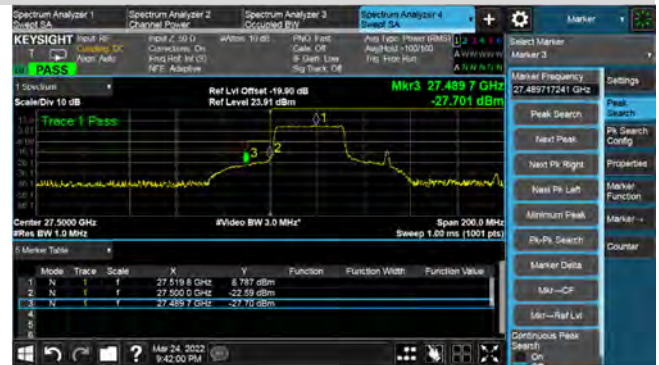 Spectrum Analyzer 1
Swept SA
Spectrum Analyzer 2
Channel Power
Spectrum Analyzer 3
Occupied BW
Spectrum Analyzer 4
Swept SA
+
Marker
KEYSIGHT
Input: RF
Coupling: DC
Align: Auto
Input Z: 50 Ω
Corrections: On
Freq Ref: Int (S)
NFE: Adaptive
#Atten: 10 dB
PNO: Fast
Gate: Off
IF Gain: Low
Sig Track: Off
Avg Type: Power (RMS)
Avg|Hold: >100/100
Trig: Free Run
1 2 3 4 5 6
PASS
Select Marker
Marker 3
1 Spectrum
Scale/Div 10 dB
Ref Lvl Offset -19.90 dB
Ref Level 23.91 dBm
Mkr3 27.489 7 GHz
-27.701 dBm
Trace 1 Pass
1
2
3
Center 27.5000 GHz
#Res BW 1.0 MHz
#Video BW 3.0 MHz*
Span 200.0 MHz
Sweep 1.00 ms (1001 pts)
5 Marker Table
Mode Trace Scale X Y Function Function Width Function Value
1 N 1 f 27.519 8 GHz 8.787 dBm
2 N 1 f 27.500 0 GHz -22.59 dBm
3 N 1 f 27.489 7 GHz -27.70 dBm
4
5
6
Mar 24, 2022
9:42:00 PM
Marker Frequency
27.489717241 GHz
Peak Search
Next Peak
Next Pk Right
Next Pk Left
Minimum Peak
Pk-Pk Search
Marker Delta
Mkr→CF
Mkr→Ref Lvl
Continuous Peak
Search
On
Settings
Peak
Search
Pk Search
Config
Properties
Marker
Function
Marker→
Counter